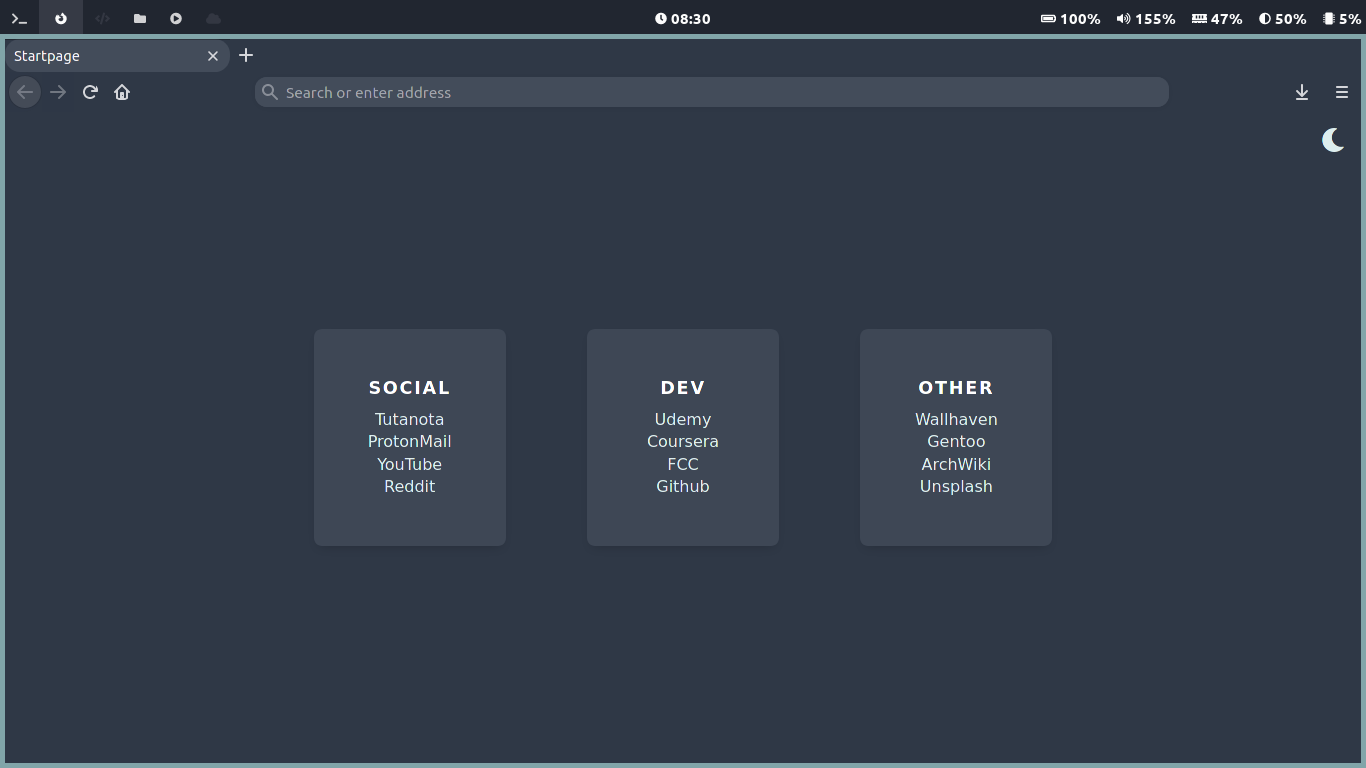 08:30
100% 155% 47% 50% 5%
Startpage
Search or enter address
SOCIAL
Tutanota
ProtonMail
YouTube
Reddit
DEV
Udemy
Coursera
FCC
Github
OTHER
Wallhaven
Gentoo
ArchWiki
Unsplash